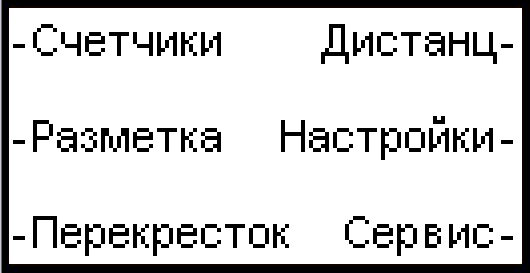 -Счетчики Дистанц-
-Разметка Настройки-
-Перекресток Сервис-